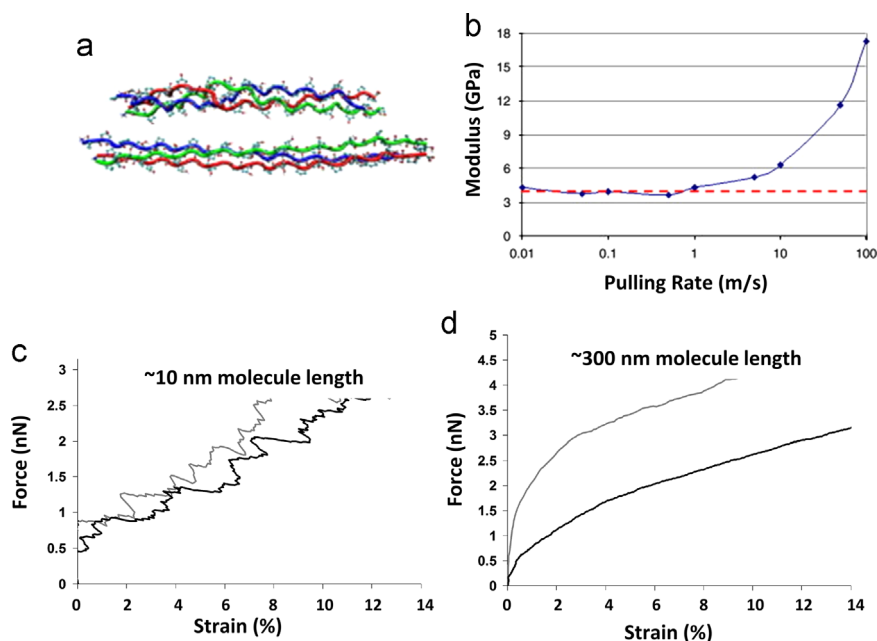 a
b
Modulus (GPa)
18
15
12
9
6
3
0
0.01 0.1 1 10 100
Pulling Rate (m/s)
c
~10 nm molecule length
Force (nN)
3
2.5
2
1.5
1
0.5
0
0 2 4 6 8 10 12 14
Strain (%)
d
~300 nm molecule length
Force (nN)
5
4.5
4
3.5
3
2.5
2
1.5
1
0.5
0
0 2 4 6 8 10 12 14
Strain (%)